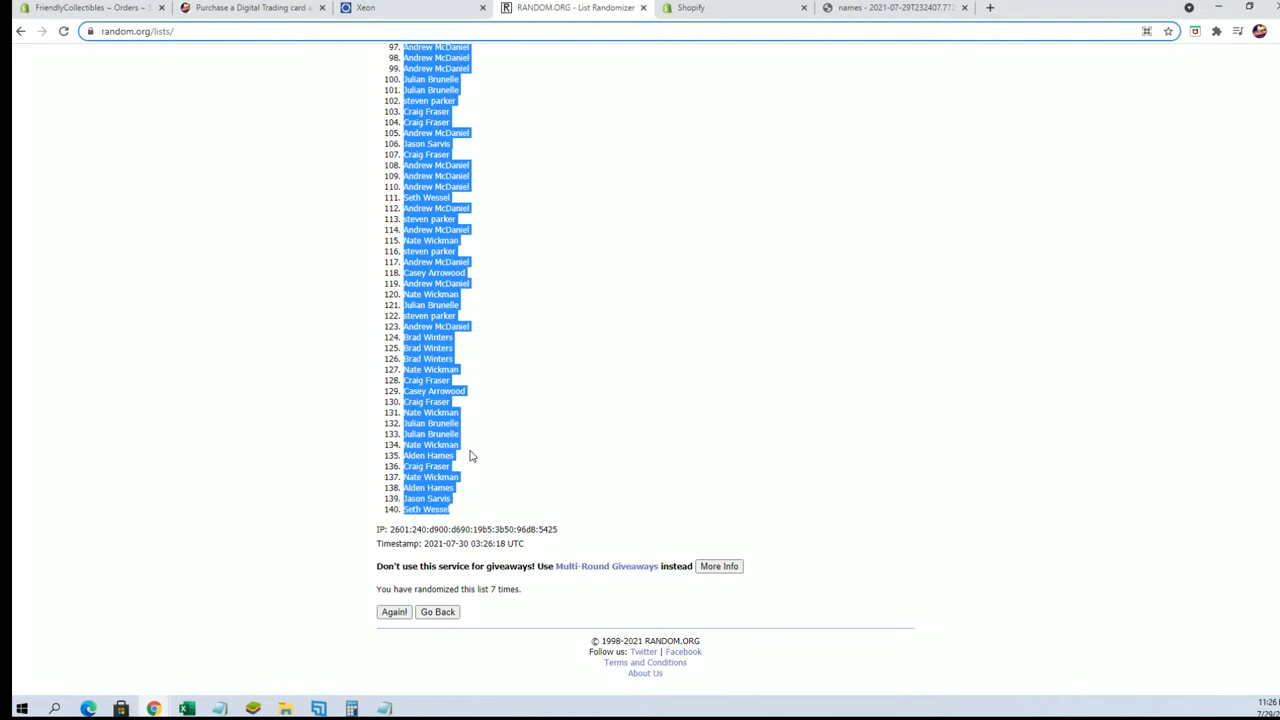 FriendlyCollectibles ~ Orders ~ S
Purchase a Digital Trading card a
Xeon
RANDOM.ORG - List Randomizer
Shopify
names - 2021-07-29T232407.77
random.org/lists/
97. Andrew McDaniel
98. Andrew McDaniel
99. Andrew McDaniel
100. Julian Brunelle
101. Julian Brunelle
102. steven parker
103. Craig Fraser
104. Craig Fraser
105. Andrew McDaniel
106. Jason Sarvis
107. Craig Fraser
108. Andrew McDaniel
109. Andrew McDaniel
110. Andrew McDaniel
111. Seth Wessel
112. Andrew McDaniel
113. steven parker
114. Andrew McDaniel
115. Nate Wickman
116. steven parker
117. Andrew McDaniel
118. Casey Arrowood
119. Andrew McDaniel
120. Nate Wickman
121. Julian Brunelle
122. steven parker
123. Andrew McDaniel
124. Brad Winters
125. Brad Winters
126. Brad Winters
127. Nate Wickman
128. Craig Fraser
129. Casey Arrowood
130. Craig Fraser
131. Nate Wickman
132. Julian Brunelle
133. Julian Brunelle
134. Nate Wickman
135. Alden Hames
136. Craig Fraser
137. Nate Wickman
138. Alden Hames
139. Jason Sarvis
140. Seth Wessel
IP: 2601:240:d900:d690:19b5:3b50:96d8:5425
Timestamp: 2021-07-30 03:26:18 UTC
Don't use this service for giveaways! Use Multi-Round Giveaways instead More Info
You have randomized this list 7 times.
Again! Go Back
© 1998-2021 RANDOM.ORG
Follow us: Twitter | Facebook
Terms and Conditions
About Us
11:26
7/29/2